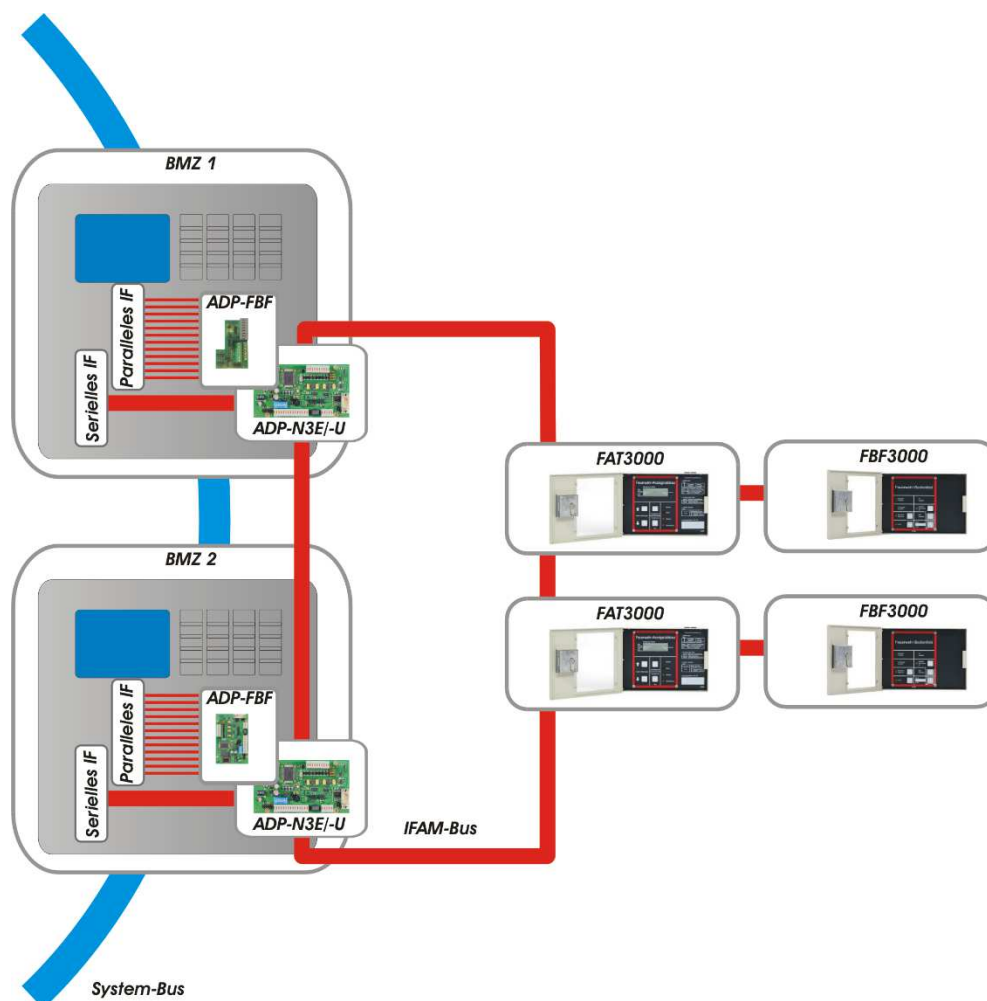 BMZ 1
ADP-FBF
Paralleles IF
Serielles IF
ADP-N3E/-U
FAT3000
FBF3000
BMZ 2
FAT3000
FBF3000
ADP-FBF
Paralleles IF
Serielles IF
ADP-N3E/-U
IFAM-Bus
System-Bus